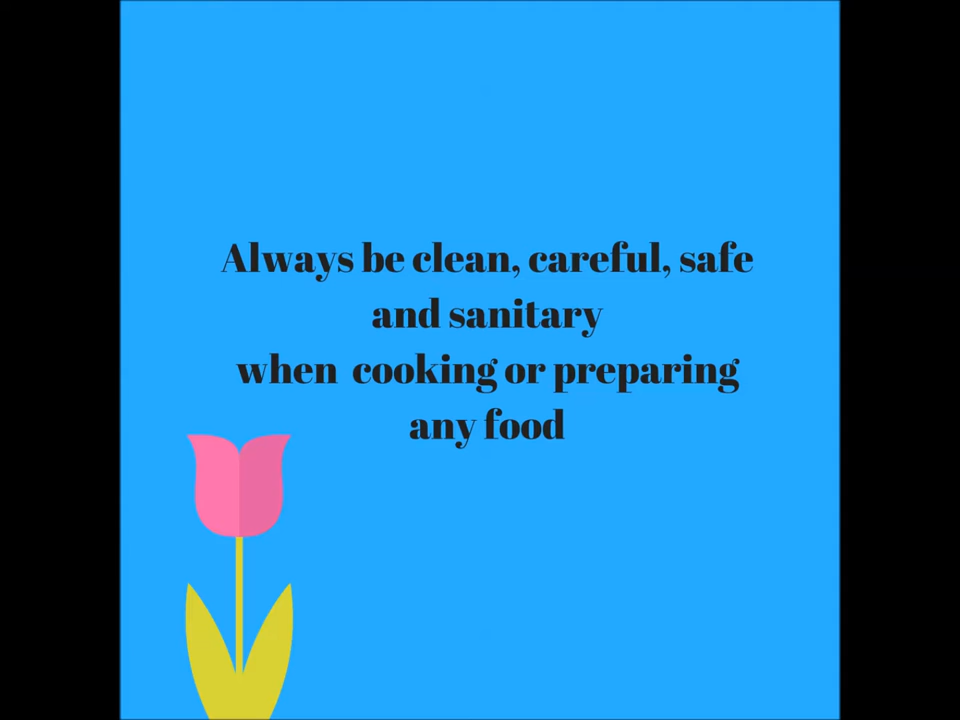 Always be clean, careful, safe
and sanitary
when  cooking or preparing
any food